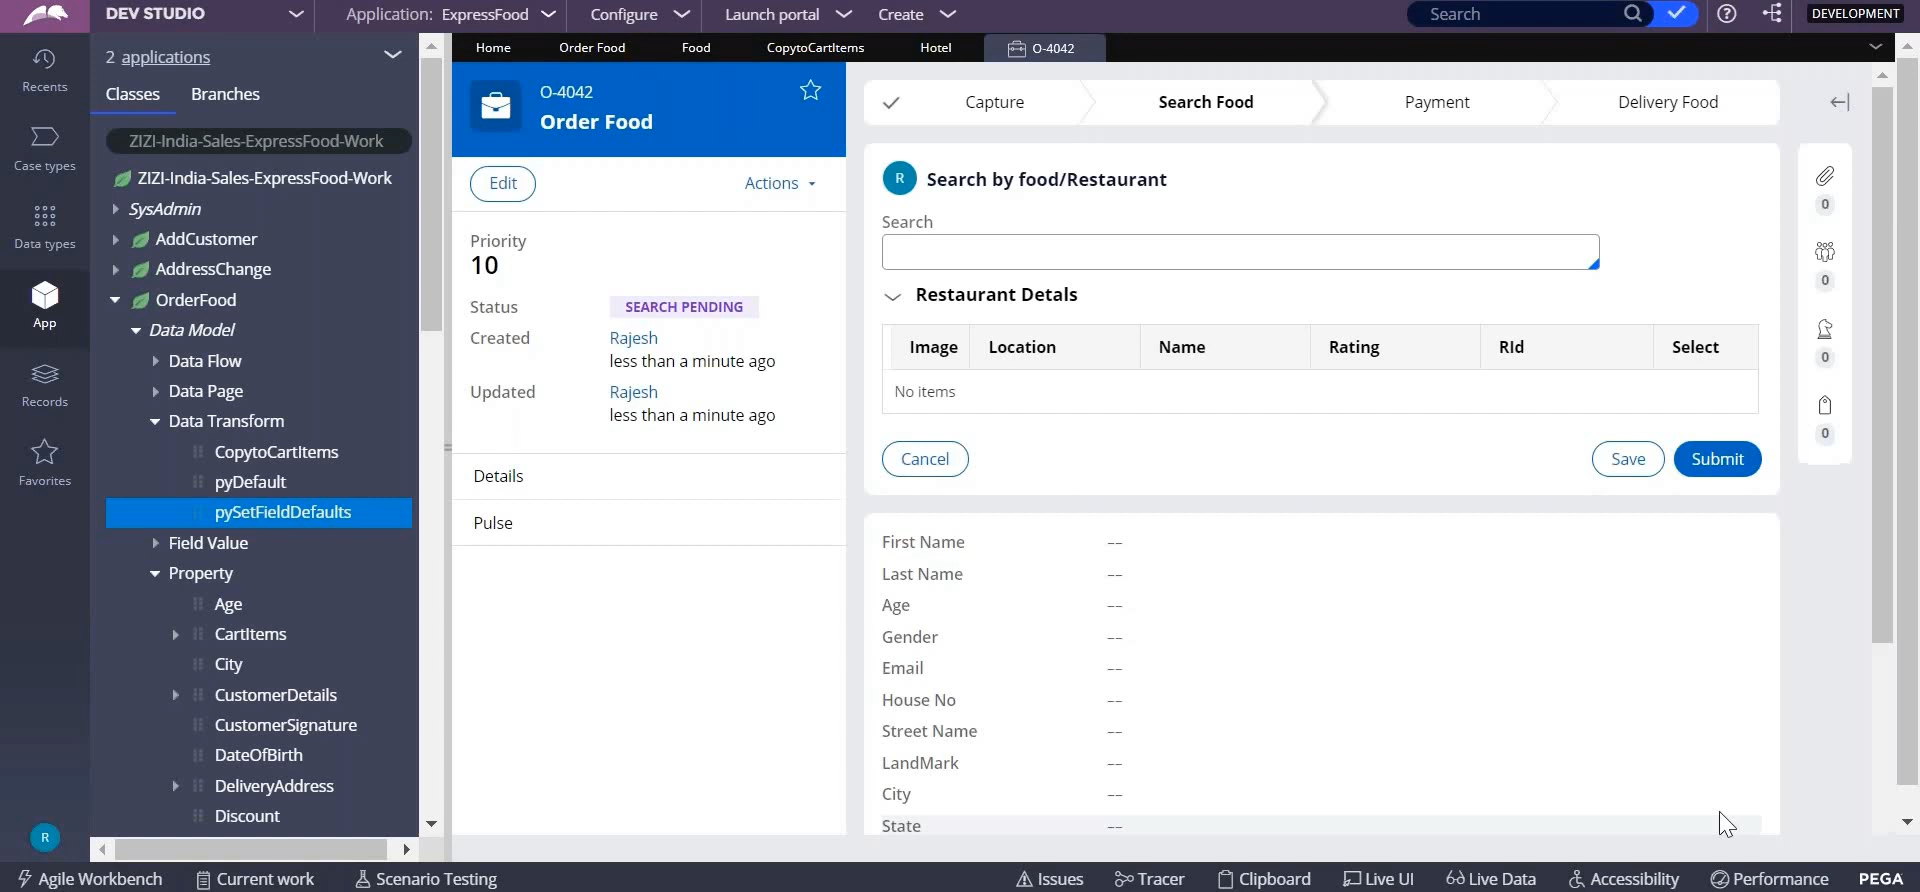 DEV STUDIO
Application: ExpressFood
Configure
Launch portal
Create
Search
DEVELOPMENT
Recents
Case types
Data types
App
Records
Favorites
R
2 applications
Classes
Branches
ZIZI-India-Sales-ExpressFood-Work
ZIZI-India-Sales-ExpressFood-Work
SysAdmin
AddCustomer
AddressChange
OrderFood
Data Model
Data Flow
Data Page
Data Transform
CopytoCartItems
pyDefault
pySetFieldDefaults
Field Value
Property
Age
CartItems
City
CustomerDetails
CustomerSignature
DateOfBirth
DeliveryAddress
Discount
Home
Order Food
Food
CopytoCartItems
Hotel
O-4042
O-4042
Order Food
Edit
Actions
Priority
10
Status SEARCH PENDING
Created Rajesh
less than a minute ago
Updated Rajesh
less than a minute ago
Details
Pulse
Capture
Search Food
Payment
Delivery Food
R Search by food/Restaurant
Search
Restaurant Detals
Image Location Name Rating RId Select
No items
Cancel
Save
Submit
First Name --
Last Name --
Age --
Gender --
Email --
House No --
Street Name --
LandMark --
City --
State --
0
0
0
0
Agile Workbench
Current work
Scenario Testing
Issues
Tracer
Clipboard
Live UI
Live Data
Accessibility
Performance
PEGA